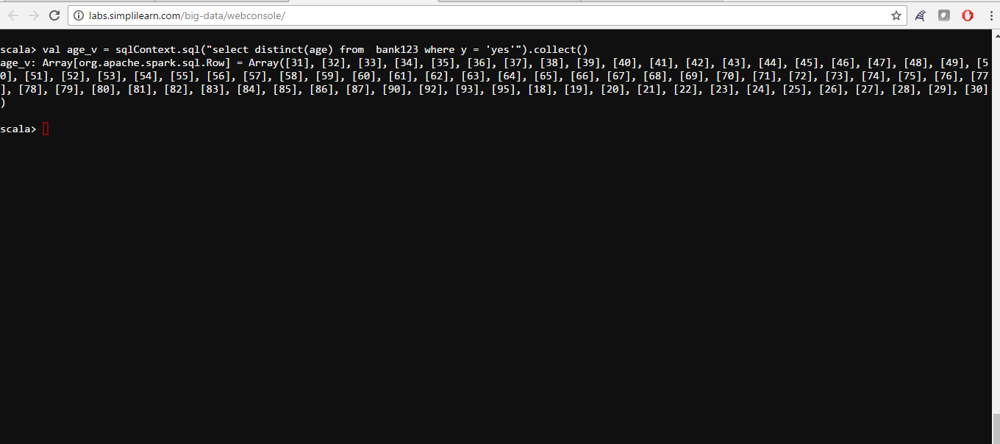 labs.simplilearn.com/big-data/webconsole/
scala> val age_v = sqlContext.sql("select distinct(age) from  bank123 where y = 'yes'").collect()
age_v: Array[org.apache.spark.sql.Row] = Array([31], [32], [33], [34], [35], [36], [37], [38], [39], [40], [41], [42], [43], [44], [45], [46], [47], [48], [49], [5
0], [51], [52], [53], [54], [55], [56], [57], [58], [59], [60], [61], [62], [63], [64], [65], [66], [67], [68], [69], [70], [71], [72], [73], [74], [75], [76], [77
], [78], [79], [80], [81], [82], [83], [84], [85], [86], [87], [90], [92], [93], [95], [18], [19], [20], [21], [22], [23], [24], [25], [26], [27], [28], [29], [30]
)
scala>